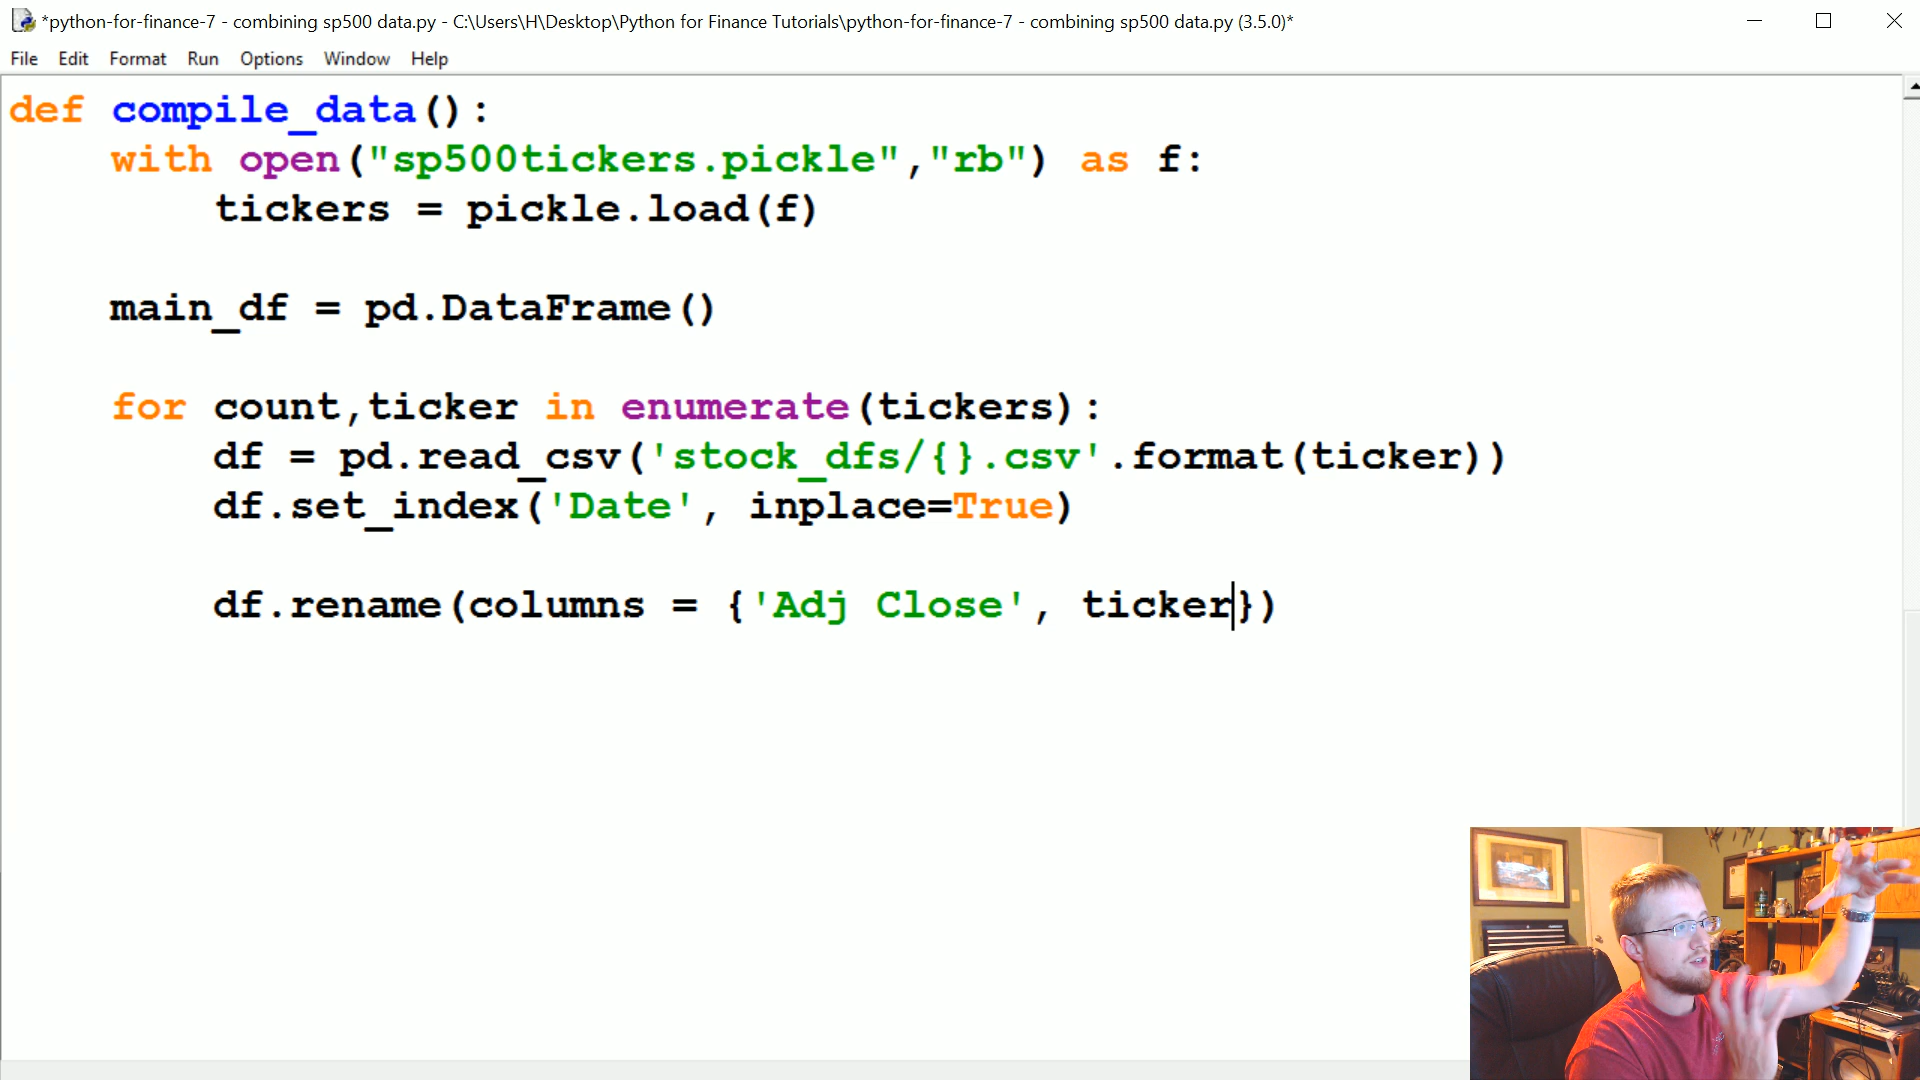 *python-for-finance-7 - combining sp500 data.py - C:\Users\H\Desktop\Python for Finance Tutorials\python-for-finance-7 - combining sp500 data.py (3.5.0)*
File Edit Format Run Options Window Help
def compile_data():
    with open("sp500tickers.pickle","rb") as f:
        tickers = pickle.load(f)
    main_df = pd.DataFrame()
    for count,ticker in enumerate(tickers):
        df = pd.read_csv('stock_dfs/{}.csv'.format(ticker))
        df.set_index('Date', inplace=True)
        df.rename(columns = {'Adj Close', ticker})